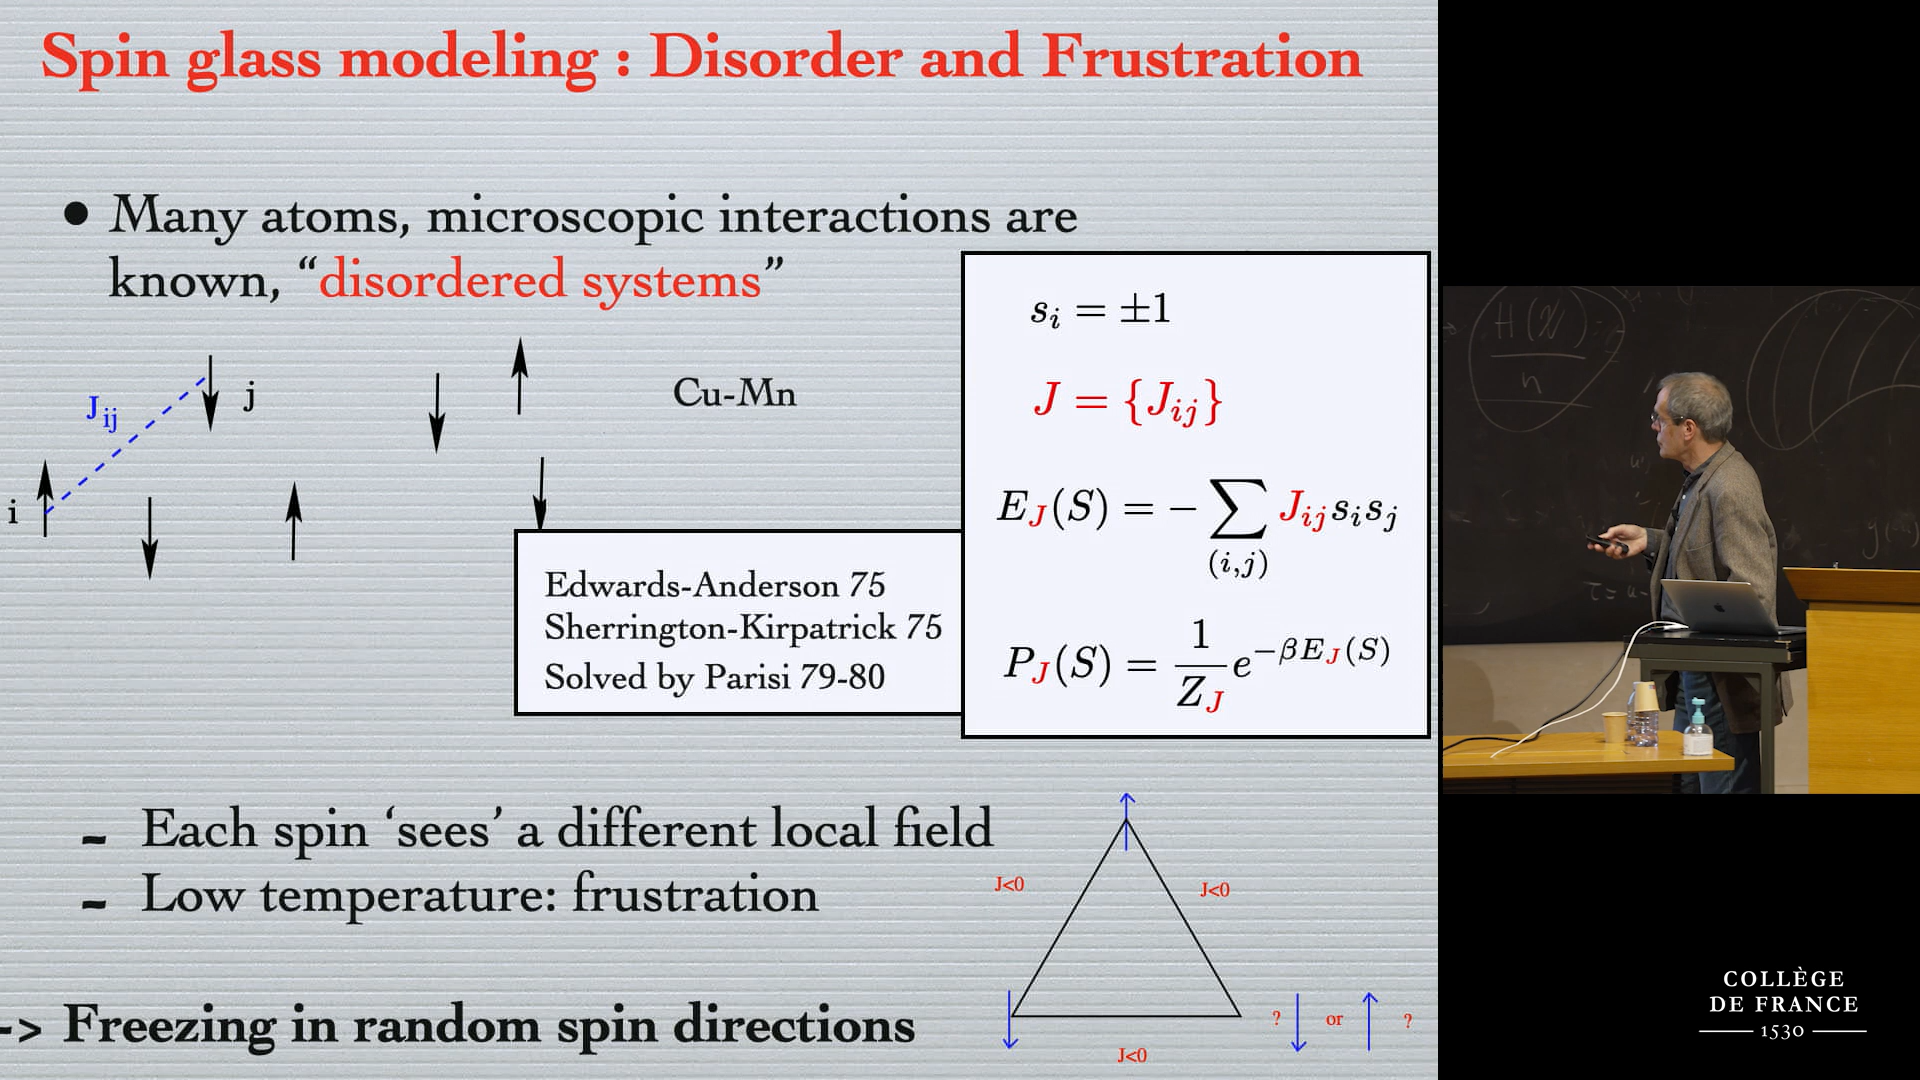 Spin glass modeling : Disorder and Frustration
• Many atoms, microscopic interactions are
known, “disordered systems”
J_ij
j
i
Cu-Mn
s_i = ±1
J = {J_ij}
E_J(S) = − ∑_(i,j) J_ij s_i s_j
P_J(S) = 1/Z_J e^{−βE_J(S)}
Edwards-Anderson 75
Sherrington-Kirpatrick 75
Solved by Parisi 79-80
- Each spin ‘sees’ a different local field
- Low temperature: frustration
-> Freezing in random spin directions
J<0
J<0
J<0
? or ?
H(X)
n
COLLÈGE
DE FRANCE
1530